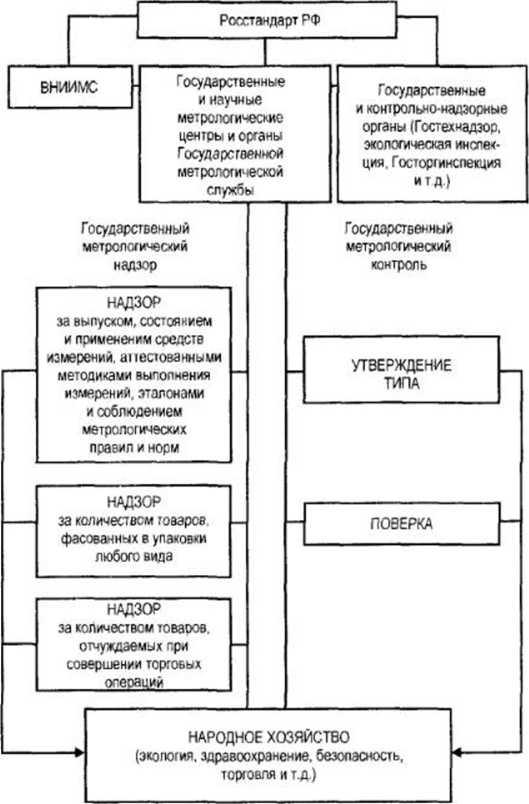 Росстандарт РФ
ВНИИМС
Государственные
и научные
метрологические
центры и органы
Государственной
метрологической
службы
Государственные
и контрольно-надзорные
органы (Гостехнадзор,
экологическая инспек-
ция, Госторгинспекция
и т.д.)
Государственный
метрологический
надзор
Государственный
метрологический
контроль
НАДЗОР
за выпуском, состоянием
и применим средств
измерений, аттестованными
методиками выполнения
измерений, эталонами
и соблюдением
метрологических
правил и норм
УТВЕРЖДЕНИЕ
ТИПА
НАДЗОР
за количеством товаров,
фасованных в упаковки
любого вида
ПОВЕРКА
НАДЗОР
за количеством товаров,
отчуждаемых при
совершении торговых
операций
НАРОДНОЕ ХОЗЯЙСТВО
(экология, здравоохранение, безопасность,
торговля и т.д.)